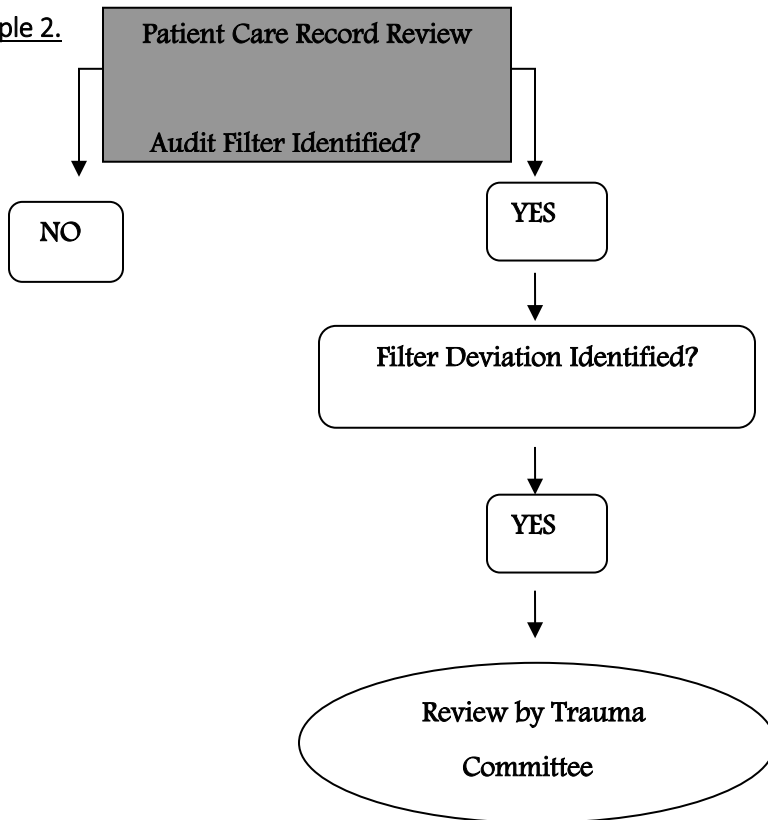 ple 2.
Patient Care Record Review
Audit Filter Identified?
NO
YES
Filter Deviation Identified?
YES
Review by Trauma
Committee